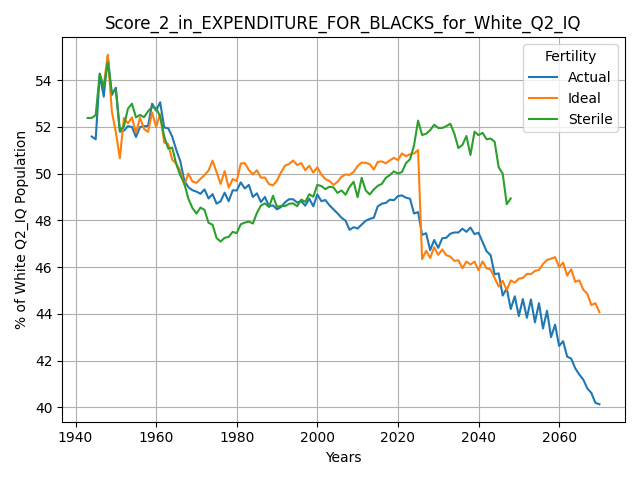 Score_2_in_EXPENDITURE_FOR_BLACKS_for_White_Q2_IQ
Fertility
Actual
Ideal
Sterile
% of White Q2_IQ Population
54
52
50
48
46
44
42
40
1940 1960 1980 2000 2020 2040 2060
Years